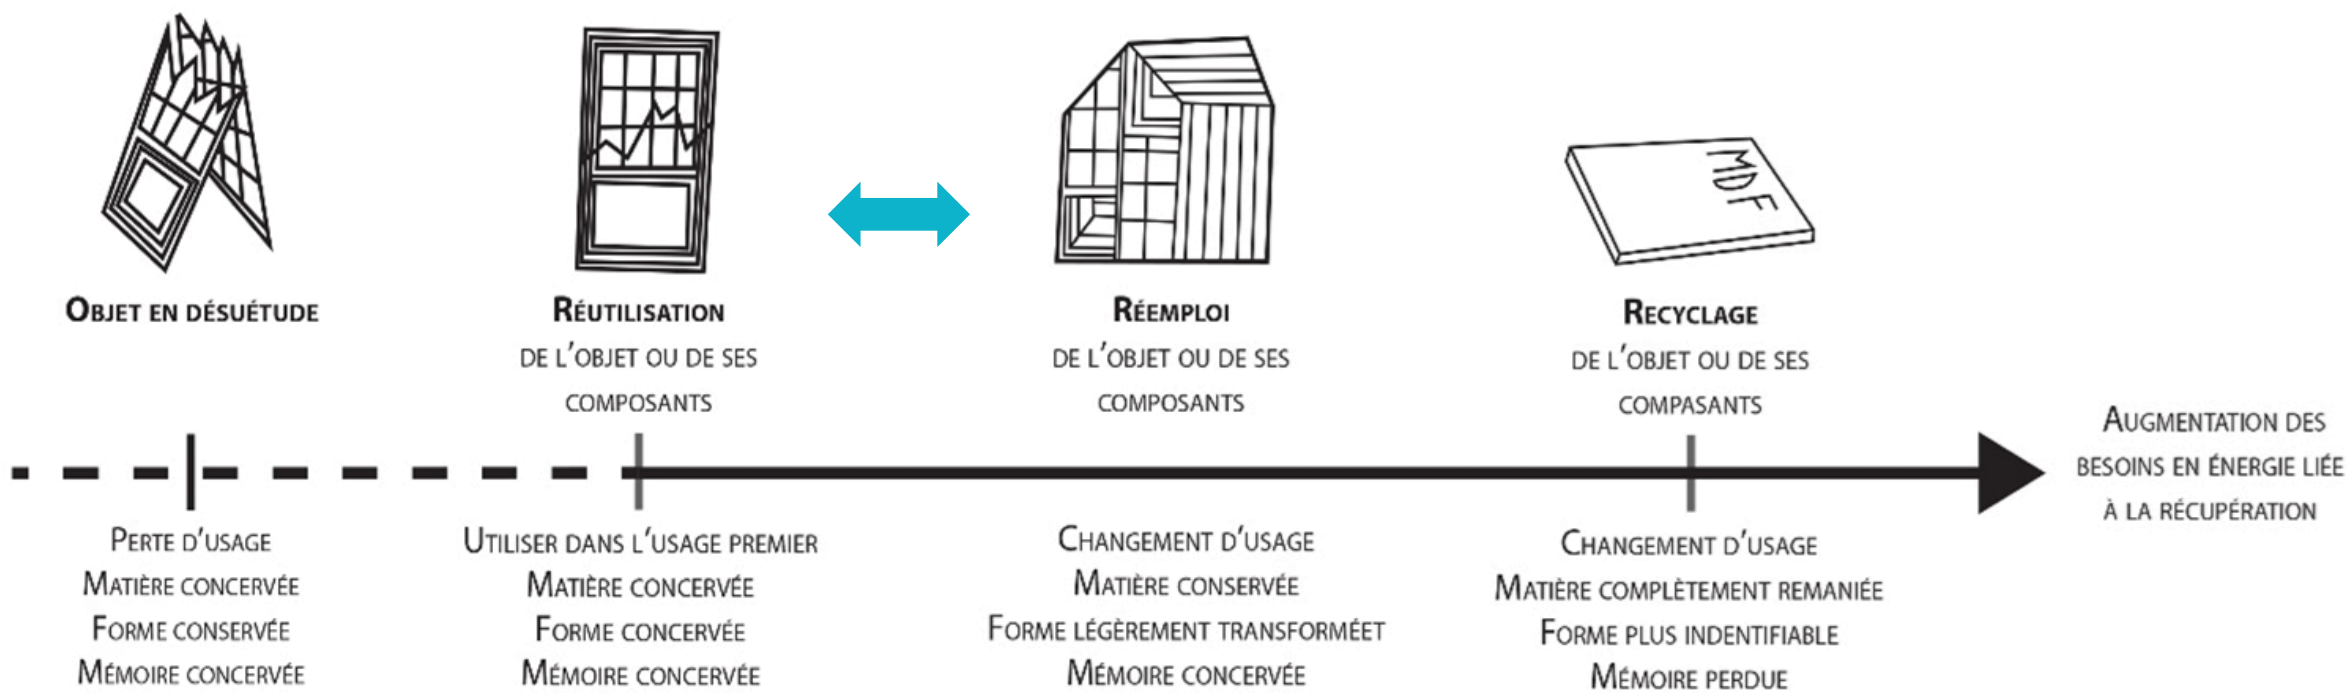 MDF
Objet en désuétude
Réutilisation
de l'objet ou de ses
composants
Réemploi
de l'objet ou de ses
composants
Recyclage
de l'objet ou de ses
compasants
Augmentation des
besoins en énergie liée
à la récupération
Perte d'usage
Matière concervée
Forme conservée
Mémoire concervée
Utiliser dans l'usage premier
Matière concervée
Forme concervée
Mémoire concervée
Changement d'usage
Matière conservée
Forme légèrement transforméet
Mémoire concervée
Changement d'usage
Matière complètement remaniée
Forme plus indentifiable
Mémoire perdue